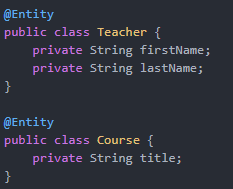 @Entity
public class Teacher {
    private String firstName;
    private String lastName;
}

@Entity
public class Course {
    private String title;
}